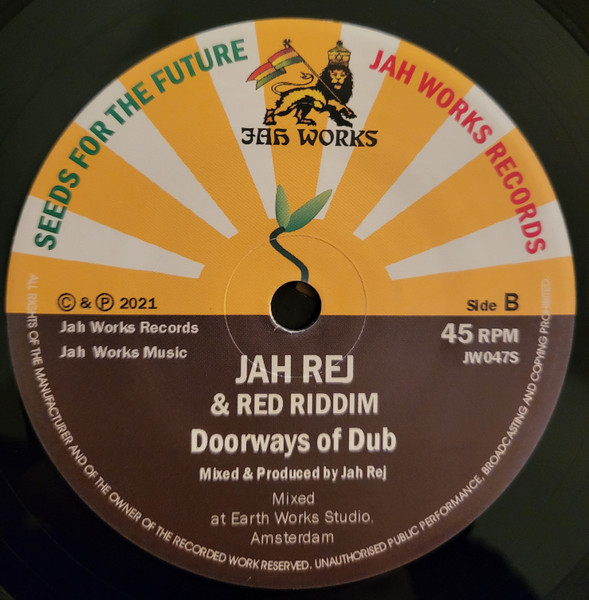 SEEDS FOR THE FUTURE
JAH WORKS RECORDS
JAH WORKS
© & ℗ 2021
Jah Works Records
Jah Works Music
Side B
45 RPM
JW047S
JAH REJ
& RED RIDDIM
Doorways of Dub
Mixed & Produced by Jah Rej
Mixed
at Earth Works Studio,
Amsterdam
ALL RIGHTS OF THE MANUFACTURER AND OF THE OWNER OF THE RECORDED WORK RESERVED. UNAUTHORISED PUBLIC PERFORMANCE, BROADCASTING AND COPYING PROHIBITED.